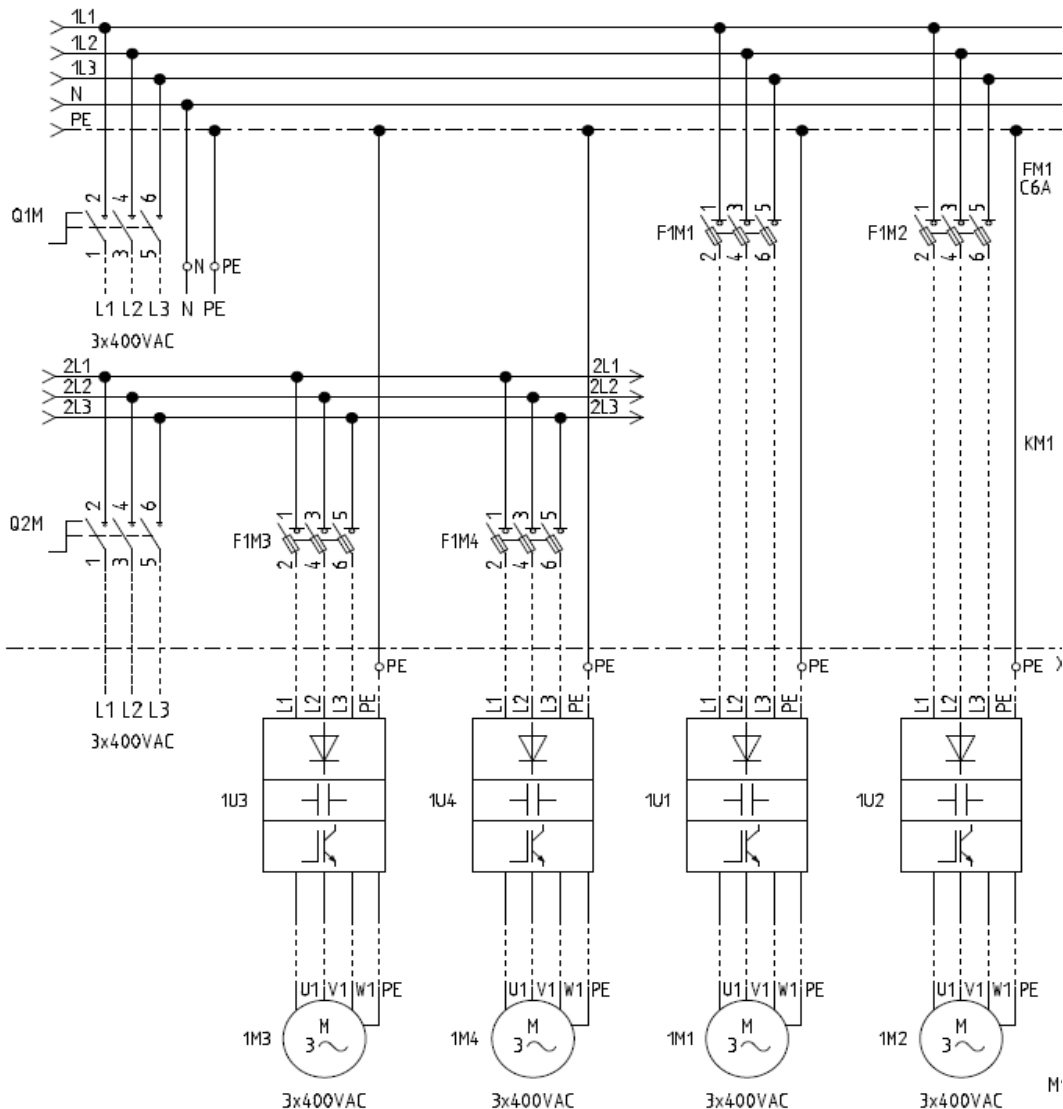 1L1
1L2
1L3
N
PE
2 4 6
Q1M
1 3 5
N PE
L1 L2 L3 N PE
3x400VAC
1 3 5
F1M1
2 4 6
1 3 5
F1M2
2 4 6
FM1
C6A
2L1 2L1
2L2 2L2
2L3 2L3
KM1
2 4 6
Q2M
1 3 5
1 3 5
F1M3
2 4 6
1 3 5
F1M4
2 4 6
PE PE PE PE
L1 L2 L3
3x400VAC
L1 L2 L3 PE L1 L2 L3 PE L1 L2 L3 PE L1 L2 L3 PE
1U3 1U4 1U1 1U2
U1 V1 W1 PE U1 V1 W1 PE U1 V1 W1 PE U1 V1 W1 PE
1M3 M 3 1M4 M 3 1M1 M 3 1M2 M 3
3x400VAC 3x400VAC 3x400VAC 3x400VAC